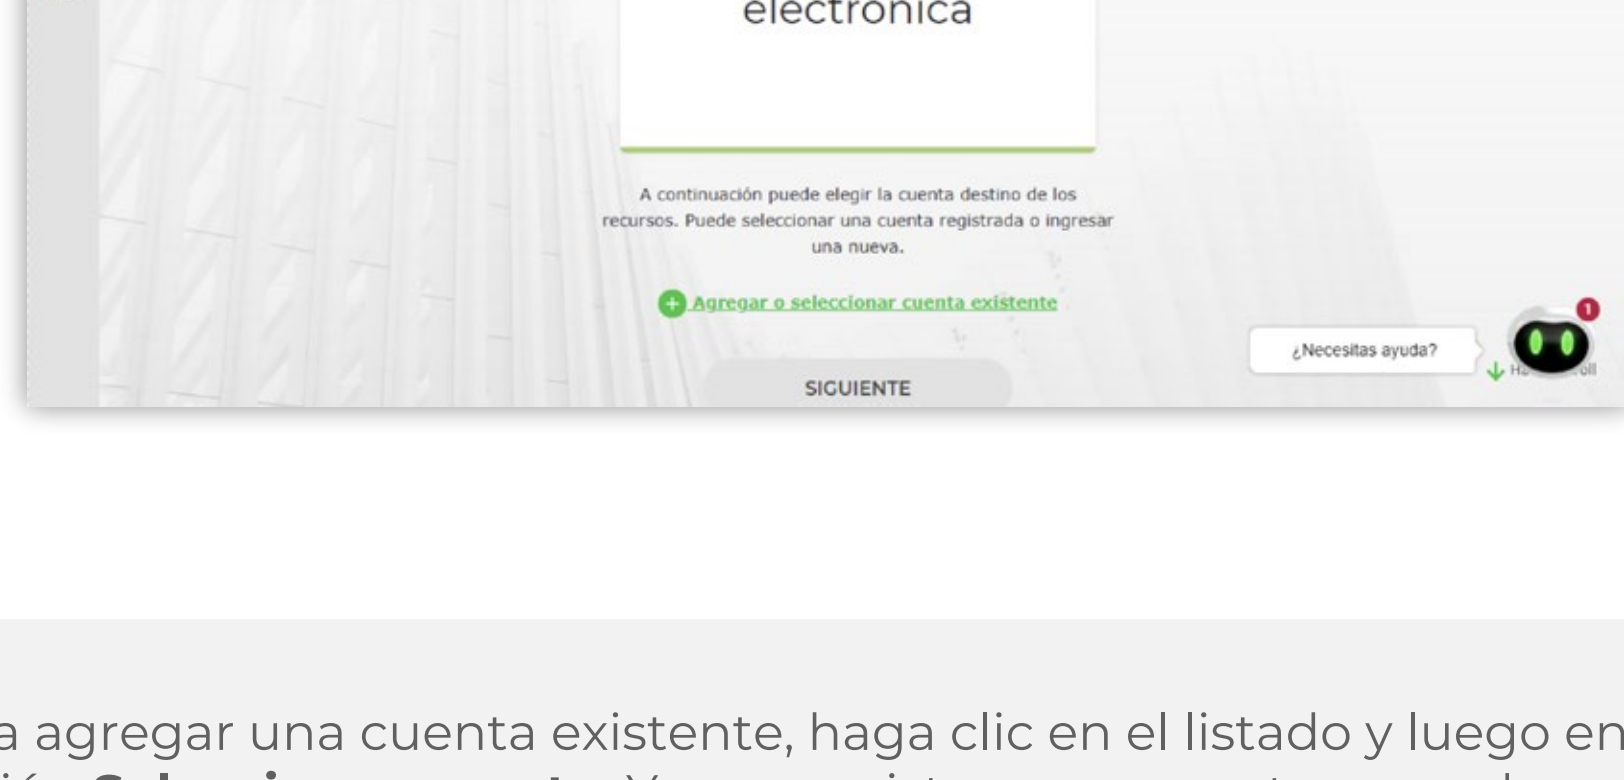 electrónica
A continuación puede elegir la cuenta destino de los
recursos. Puede seleccionar una cuenta registrada o ingresar
una nueva.
Agregar o seleccionar cuenta existente
1
¿Necesitas ayuda?
SIGUIENTE
a agregar una cuenta existente, haga clic en el listado y luego en